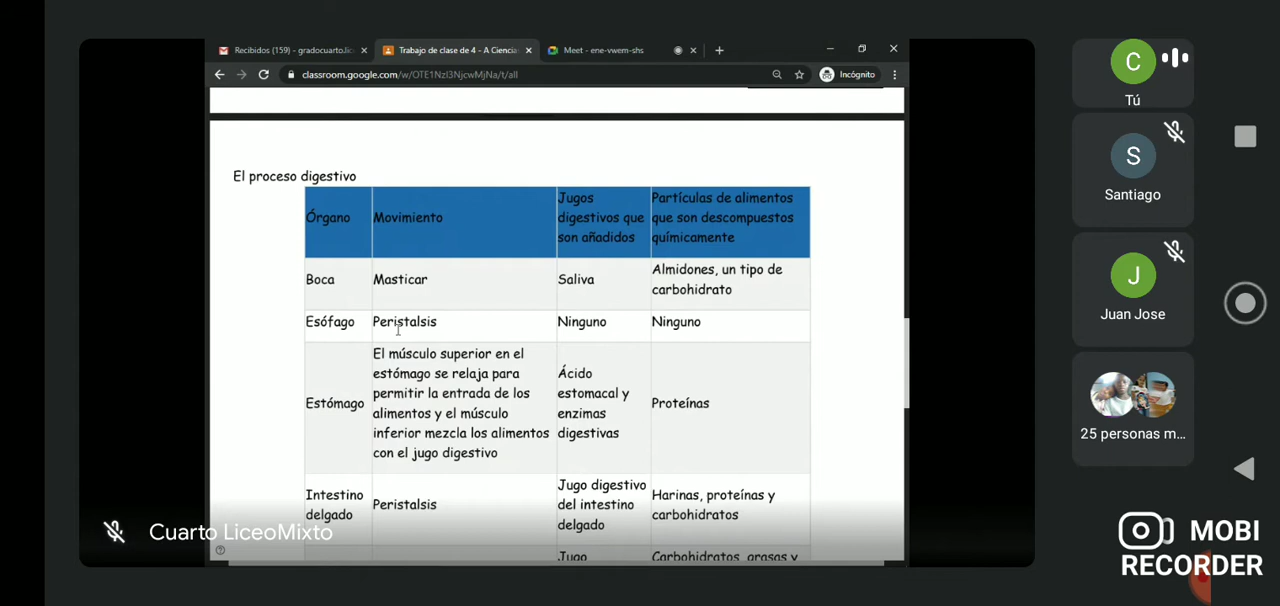 Recibidos (159) - gradocuarto.lic
Trabajo de clase de 4 - A Ciencia
Meet - ene-vwem-shs
classroom.google.com/w/OTE1NzI3NjcwMjNa/t/all
Incógnito
El proceso digestivo
Órgano
Movimiento
Jugos
digestivos que
son añadidos
Partículas de alimentos
que son descompuestos
químicamente
Boca
Masticar
Saliva
Almidones, un tipo de
carbohidrato
Esófago
Peristalsis
Ninguno
Ninguno
Estómago
El músculo superior en el
estómago se relaja para
permitir la entrada de los
alimentos y el músculo
inferior mezcla los alimentos
con el jugo digestivo
Ácido
estomacal y
enzimas
digestivas
Proteínas
Intestino
delgado
Peristalsis
Jugo digestivo
del intestino
delgado
Harinas, proteínas y
carbohidratos
Jugo
Carbohidratos, grasas y
Cuarto LiceoMixto
C
Tú
S
Santiago
J
Juan Jose
25 personas m...
MOBI
RECORDER